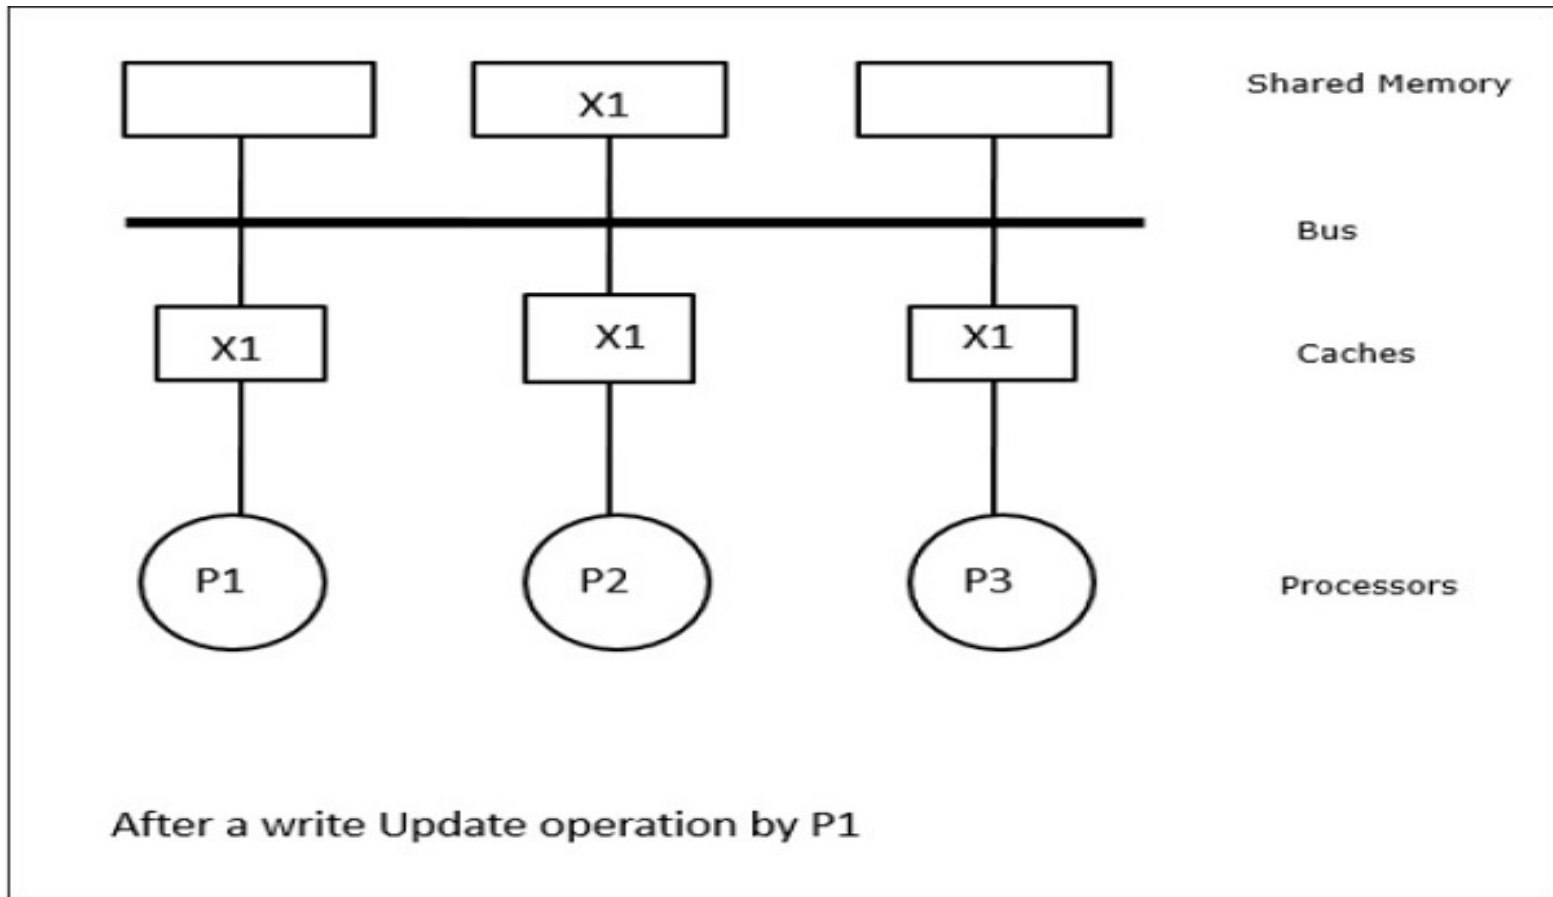 Shared Memory
X1
Bus
X1
X1
X1
Caches
P1
P2
P3
Processors
After a write Update operation by P1